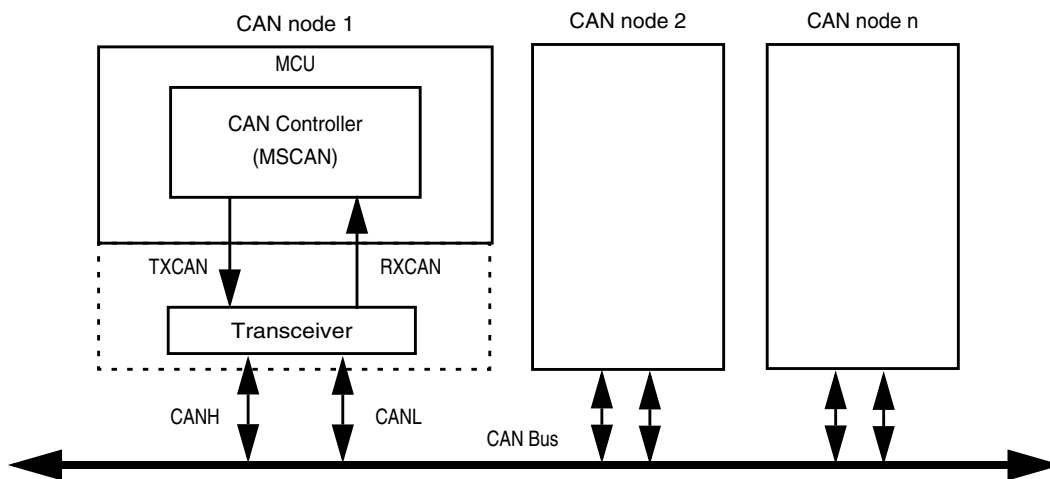 CAN node 1
CAN node 2
CAN node n
MCU
CAN Controller
(MSCAN)
TXCAN
RXCAN
Transceiver
CANH
CANL
CAN Bus